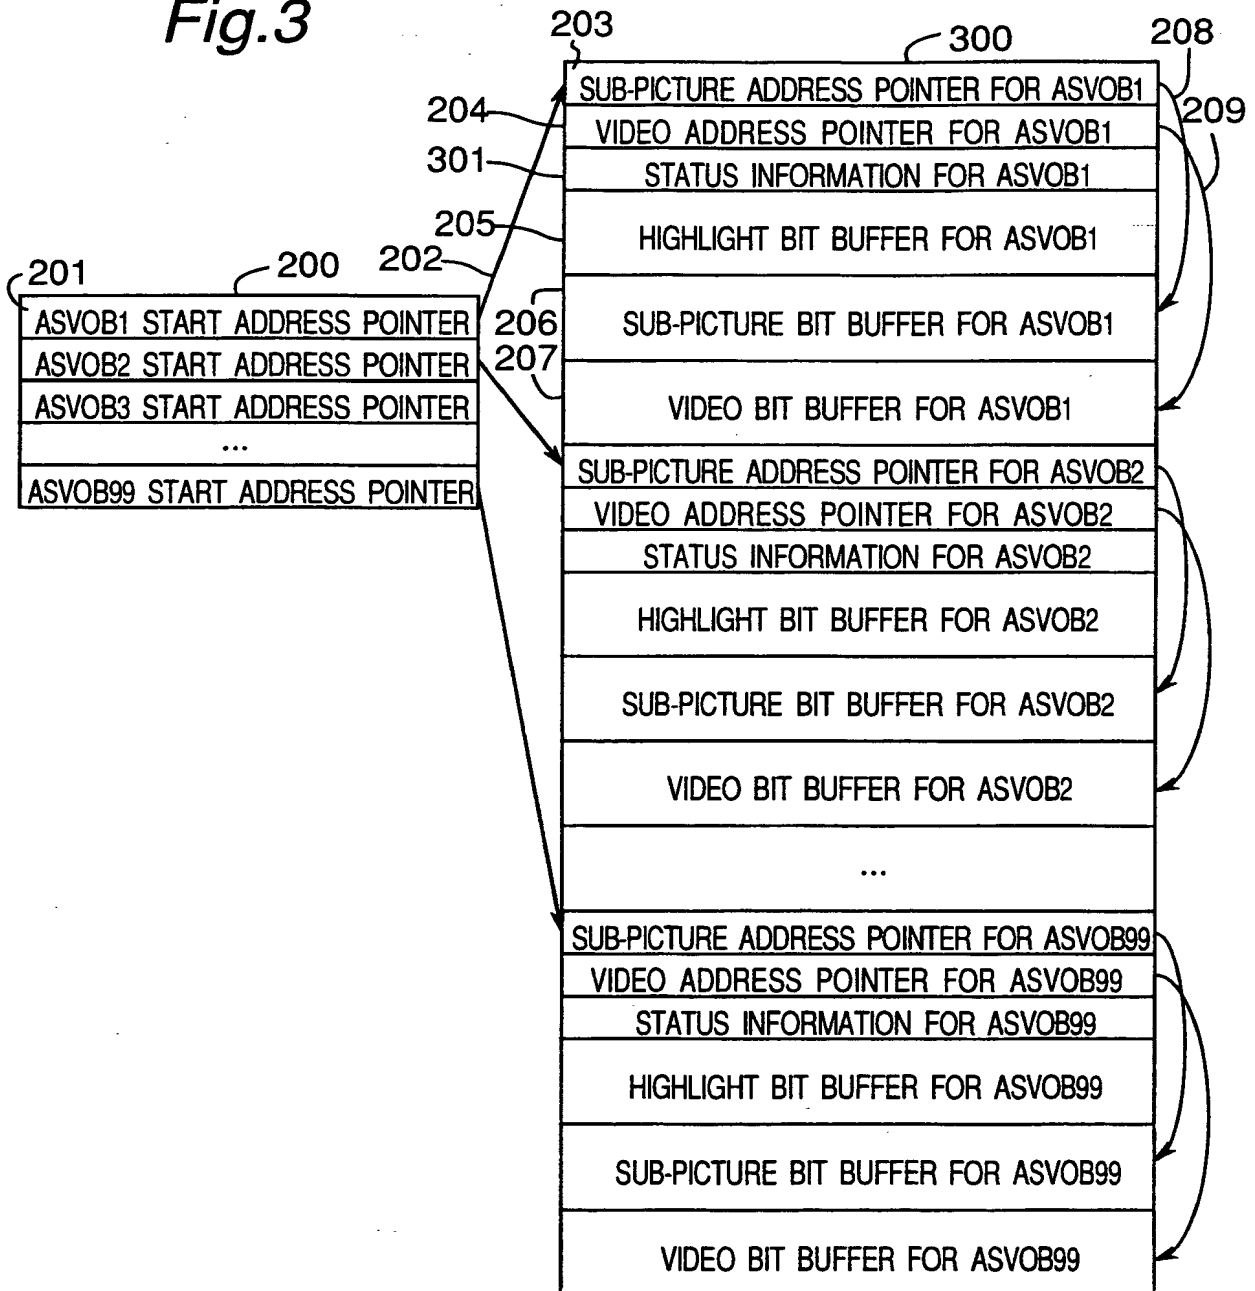 Fig.3
203
300
208
SUB-PICTURE ADDRESS POINTER FOR ASVOB1
204
VIDEO ADDRESS POINTER FOR ASVOB1
209
301
STATUS INFORMATION FOR ASVOB1
205
HIGHLIGHT BIT BUFFER FOR ASVOB1
202
201
200
ASVOB1 START ADDRESS POINTER
206
SUB-PICTURE BIT BUFFER FOR ASVOB1
ASVOB2 START ADDRESS POINTER
207
ASVOB3 START ADDRESS POINTER
VIDEO BIT BUFFER FOR ASVOB1
...
ASVOB99 START ADDRESS POINTER
SUB-PICTURE ADDRESS POINTER FOR ASVOB2
VIDEO ADDRESS POINTER FOR ASVOB2
STATUS INFORMATION FOR ASVOB2
HIGHLIGHT BIT BUFFER FOR ASVOB2
SUB-PICTURE BIT BUFFER FOR ASVOB2
VIDEO BIT BUFFER FOR ASVOB2
...
SUB-PICTURE ADDRESS POINTER FOR ASVOB99
VIDEO ADDRESS POINTER FOR ASVOB99
STATUS INFORMATION FOR ASVOB99
HIGHLIGHT BIT BUFFER FOR ASVOB99
SUB-PICTURE BIT BUFFER FOR ASVOB99
VIDEO BIT BUFFER FOR ASVOB99